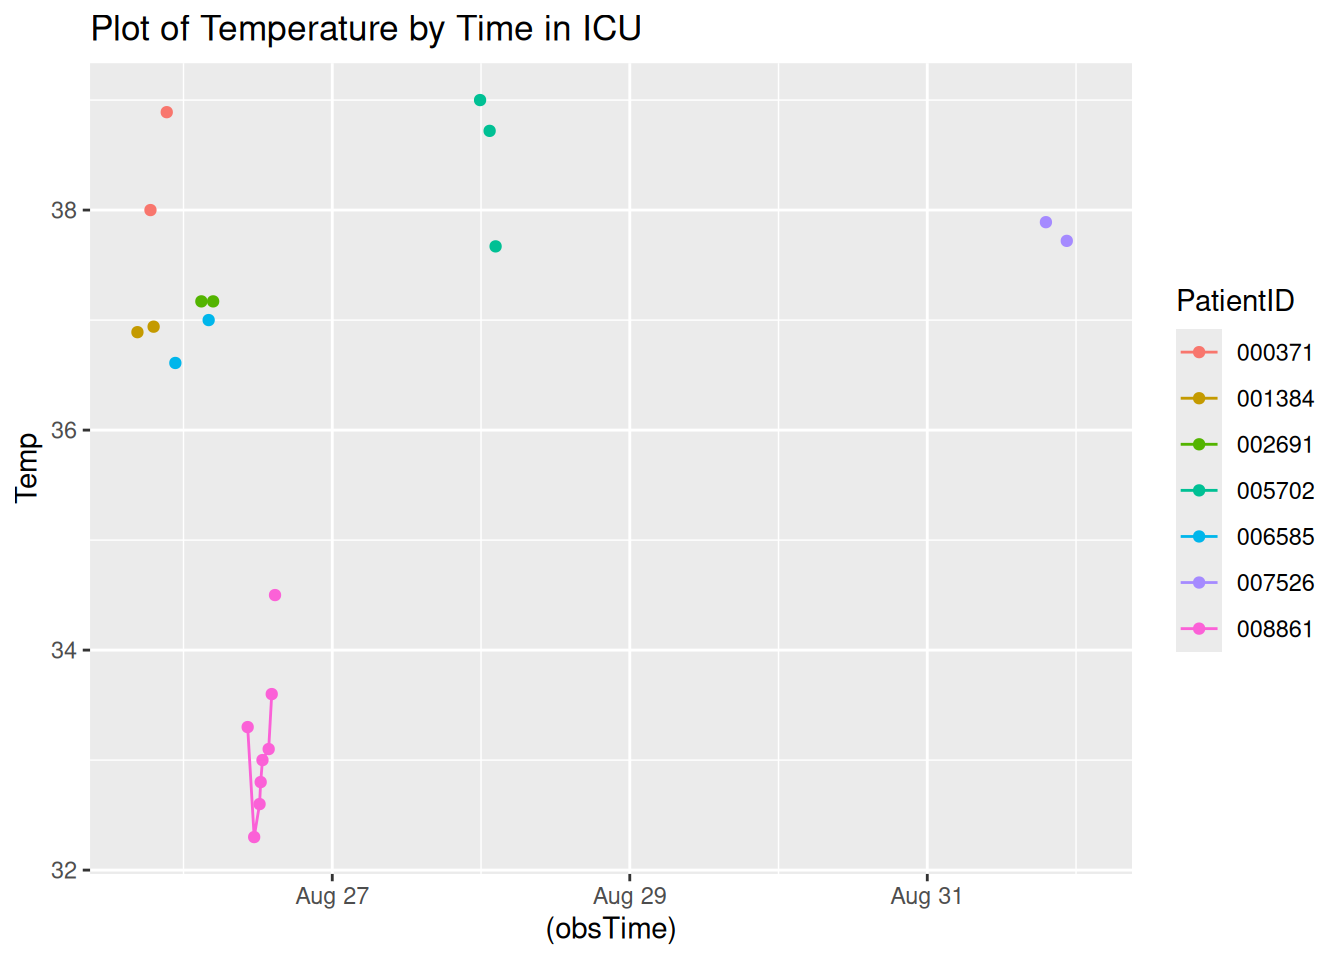 Plot of Temperature by Time in ICU
38
36
34
32
Temp
Aug 27
Aug 29
Aug 31
(obsTime)
PatientID
000371
001384
002691
005702
006585
007526
008861